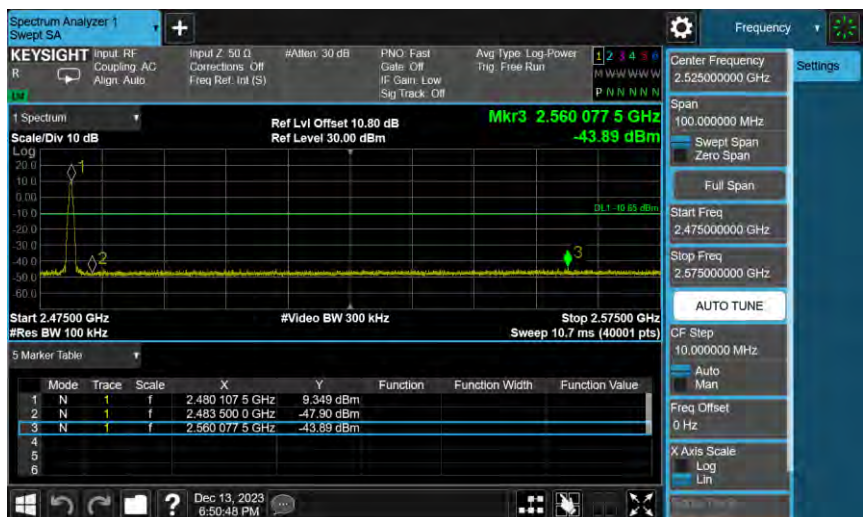 Spectrum Analyzer 1
Swept SA
+
Frequency
KEYSIGHT
R
Input: RF
Coupling: AC
Align: Auto
Input Z: 50 Ω
Corrections: Off
Freq Ref: Int (S)
#Atten: 30 dB
PNO: Fast
Gate: Off
IF Gain: Low
Sig Track: Off
Avg Type: Log-Power
Trig: Free Run
1 2 3 4 5 6
M W W W W W
P N N N N N
Settings
1 Spectrum
Scale/Div 10 dB
Ref Lvl Offset 10.80 dB
Ref Level 30.00 dBm
Mkr3 2.560 077 5 GHz
-43.89 dBm
Log
20.0
10.0
0.00
-10.0
-20.0
-30.0
-40.0
-50.0
-60.0
1
2
3
DL1 -10.65 dBm
Start 2.47500 GHz
#Res BW 100 kHz
#Video BW 300 kHz
Stop 2.57500 GHz
Sweep 10.7 ms (40001 pts)
5 Marker Table
Mode Trace Scale X Y Function Function Width Function Value
1 N 1 f 2.480 107 5 GHz 9.349 dBm
2 N 1 f 2.483 500 0 GHz -47.90 dBm
3 N 1 f 2.560 077 5 GHz -43.89 dBm
4
5
6
Center Frequency
2.525000000 GHz
Span
100.000000 MHz
Swept Span
Zero Span
Full Span
Start Freq
2.475000000 GHz
Stop Freq
2.575000000 GHz
AUTO TUNE
CF Step
10.000000 MHz
Auto
Man
Freq Offset
0 Hz
X Axis Scale
Log
Lin
?
Dec 13, 2023
6:50:48 PM